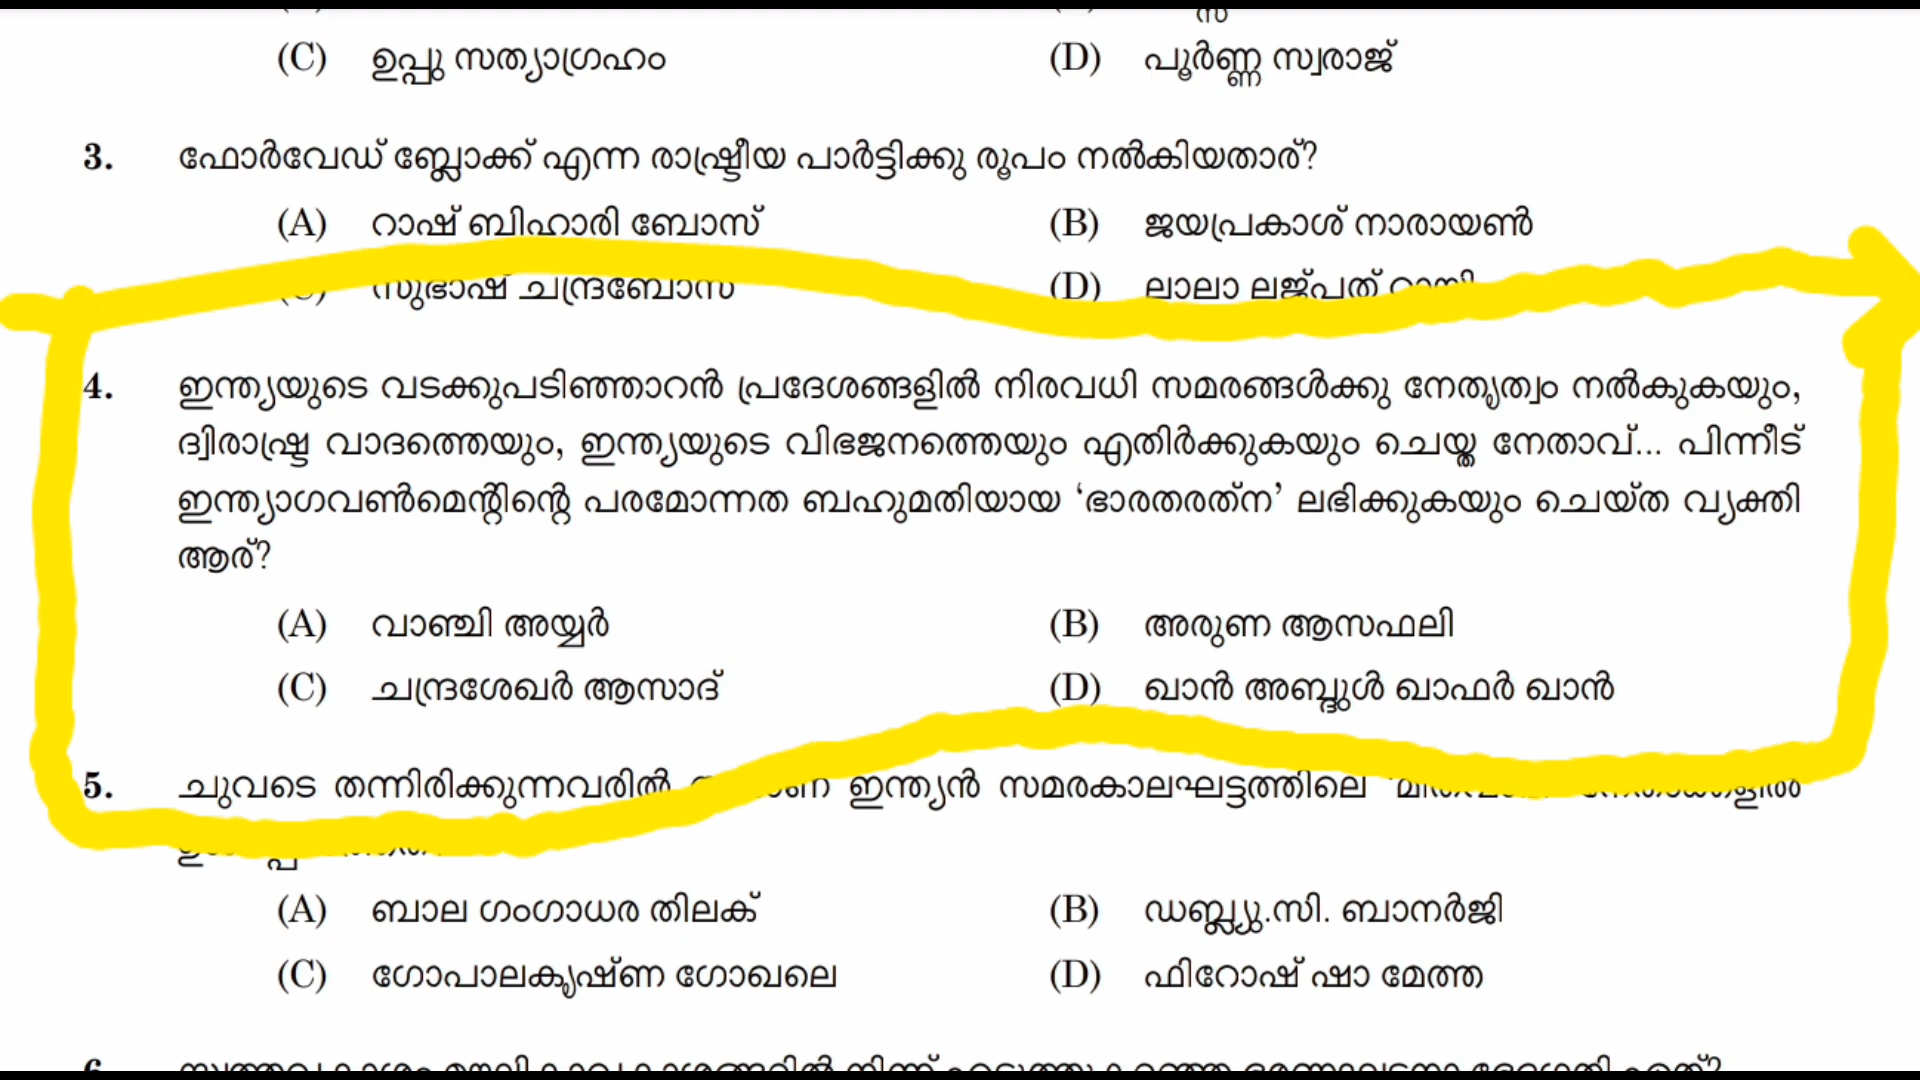 (C) ഉപ്പു സത്യാഗ്രഹം (D) പൂർണ്ണ സ്വരാജ്
3. ഫോർവേഡ് ബ്ലോക്ക് എന്ന രാഷ്ട്രീയ പാർട്ടിക്കു രൂപം നൽകിയതാര്?
(A) റാഷ് ബിഹാരി ബോസ് (B) ജയപ്രകാശ് നാരായൺ
(C) സുഭാഷ് ചന്ദ്രബോസ് (D) ലാലാ ലജ്പത് റായി
4. ഇന്ത്യയുടെ വടക്കുപടിഞ്ഞാറൻ പ്രദേശങ്ങളിൽ നിരവധി സമരങ്ങൾക്കു നേതൃത്വം നൽകുകയും,
ദ്വിരാഷ്ട്ര വാദത്തെയും, ഇന്ത്യയുടെ വിഭജനത്തെയും എതിർക്കുകയും ചെയ്ത നേതാവ്... പിന്നീട്
ഇന്ത്യാഗവൺമെന്റിന്റെ പരമോന്നത ബഹുമതിയായ ‘ഭാരതരത്ന’ ലഭിക്കുകയും ചെയ്ത വ്യക്തി
ആര്?
(A) വാഞ്ചി അയ്യർ (B) അരുണ ആസഫലി
(C) ചന്ദ്രശേഖർ ആസാദ് (D) ഖാൻ അബ്ദുൾ ഖാഫർ ഖാൻ
5. ചുവടെ തന്നിരിക്കുന്നവരിൽ ഇന്ത്യൻ സമരകാലഘട്ടത്തിലെ
(A) ബാല ഗംഗാധര തിലക് (B) ഡബ്ല്യു.സി. ബാനർജി
(C) ഗോപാലകൃഷ്ണ ഗോഖലെ (D) ഫിറോഷ് ഷാ മേത്ത